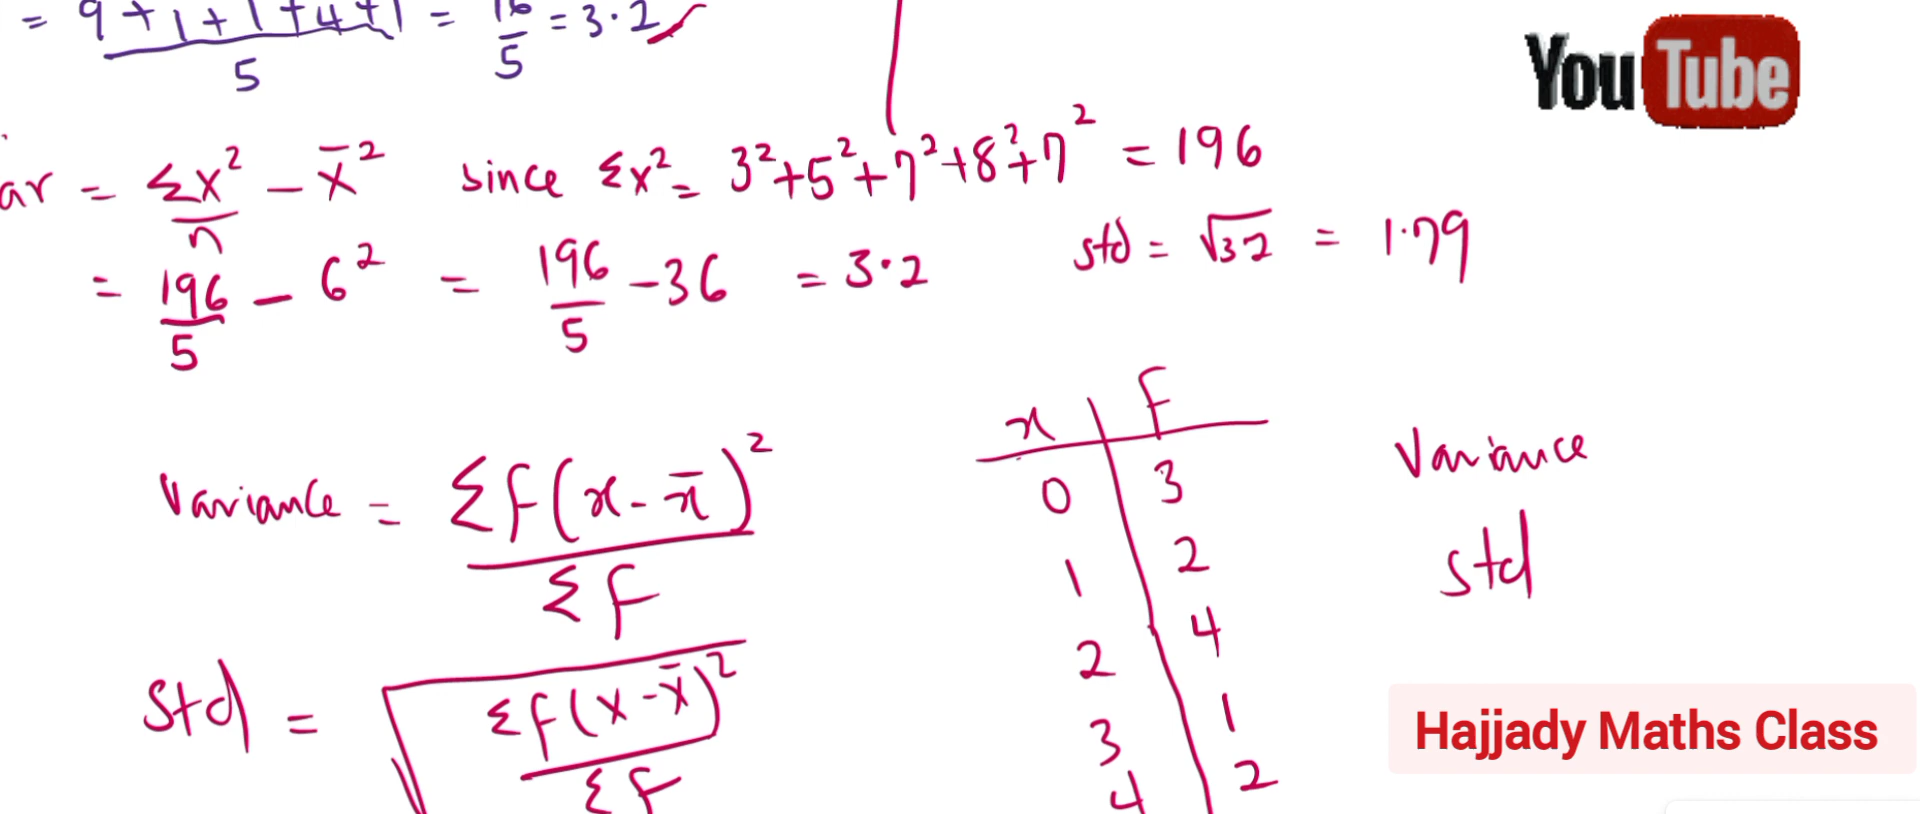 = 9+1+1+4+1/5 = 16/5 = 3.2
ar = Σx²/n − x̄² since Σx² = 3²+5²+7²+8²+7² = 196
= 196/5 − 6² = 196/5 − 36 = 3.2
std = √32 = 1.79
Variance = ΣF(x − x̄)²/ΣF
Std = √Σf(x − x̄)²/ΣF
x | F
0 | 3
1 | 2
2 | 4
3 | 1
4 | 2
Variance
std
YouTube
Hajjady Maths Class